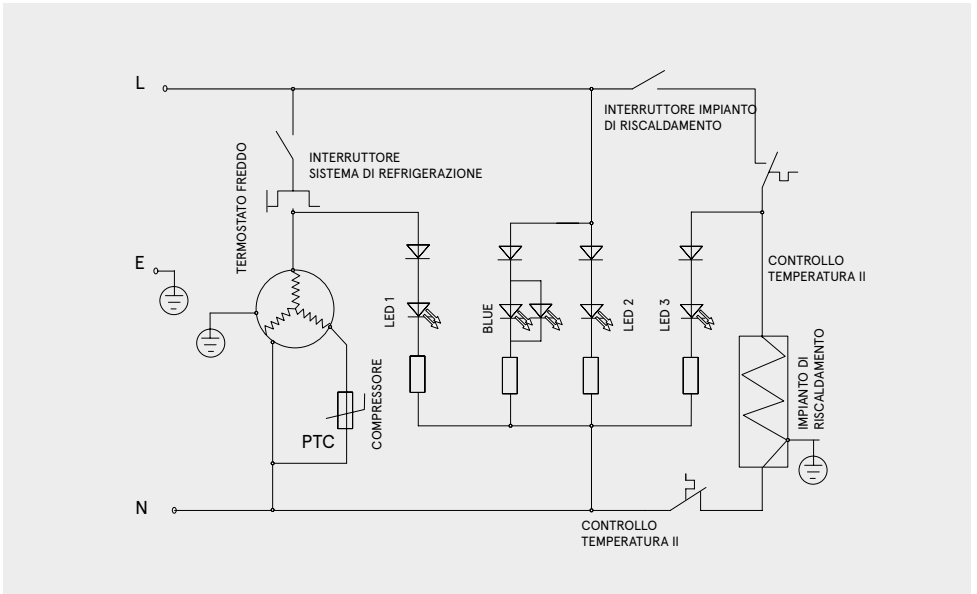 L
INTERRUTTORE IMPIANTO
DI RISCALDAMENTO
INTERRUTTORE
SISTEMA DI REFRIGERAZIONE
TERMOSTATO FREDDO
E
CONTROLLO
TEMPERATURA II
LED 1
BLUE
LED 2
LED 3
IMPIANTO DI
RISCALDAMENTO
COMPRESSORE
PTC
N
CONTROLLO
TEMPERATURA II